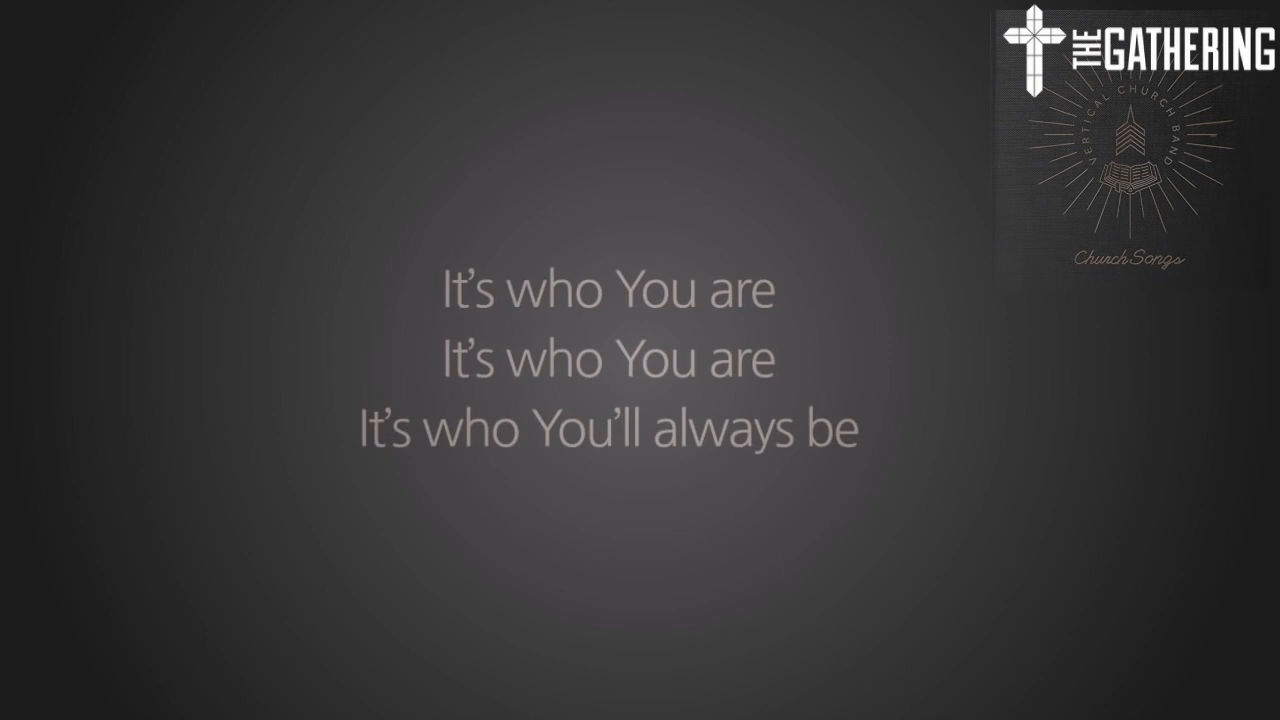 THE GATHERING
VERTICAL CHURCH BAND
Church Songs
It's who You are
It's who You are
It's who You'll always be